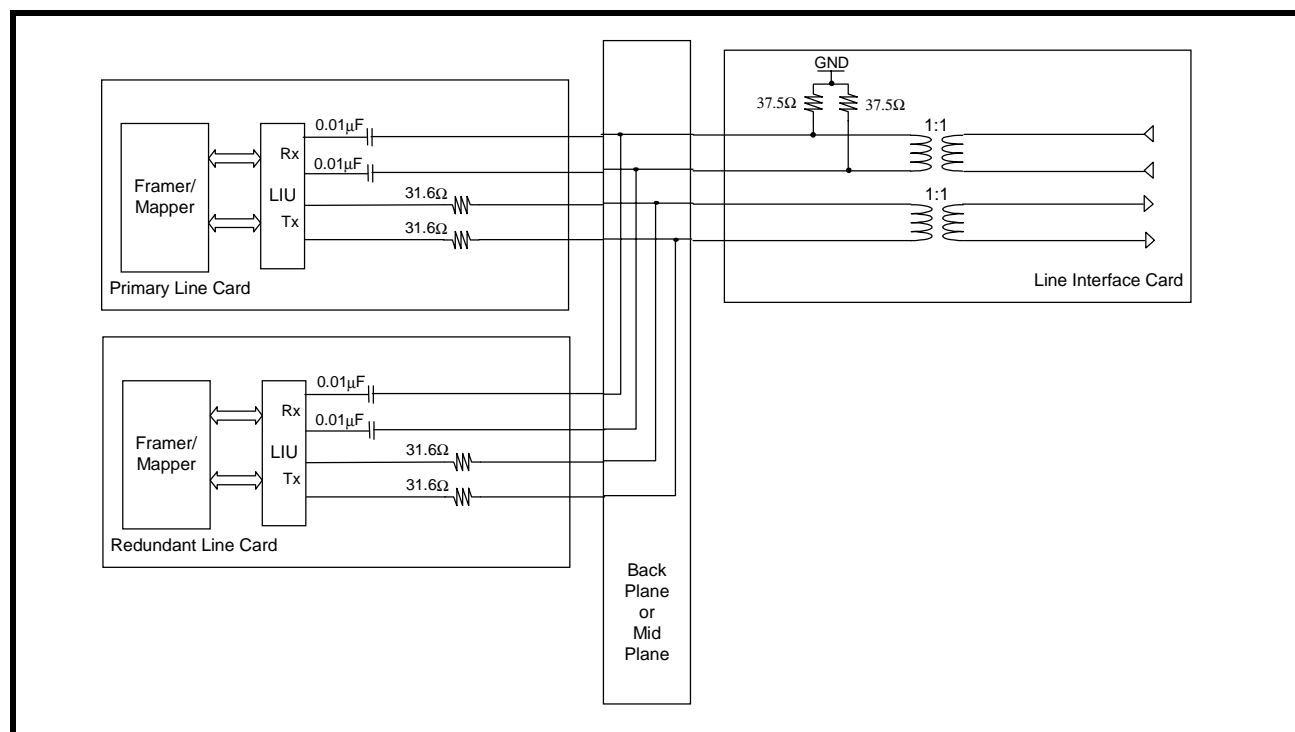 GND
37.5Ω
37.5Ω
1:1
1:1
Line Interface Card
0.01μF
Rx
0.01μF
Framer/
Mapper
LIU
31.6Ω
Tx
31.6Ω
Primary Line Card
0.01μF
Rx
0.01μF
Framer/
Mapper
LIU
31.6Ω
Tx
31.6Ω
Redundant Line Card
Back
Plane
or
Mid
Plane